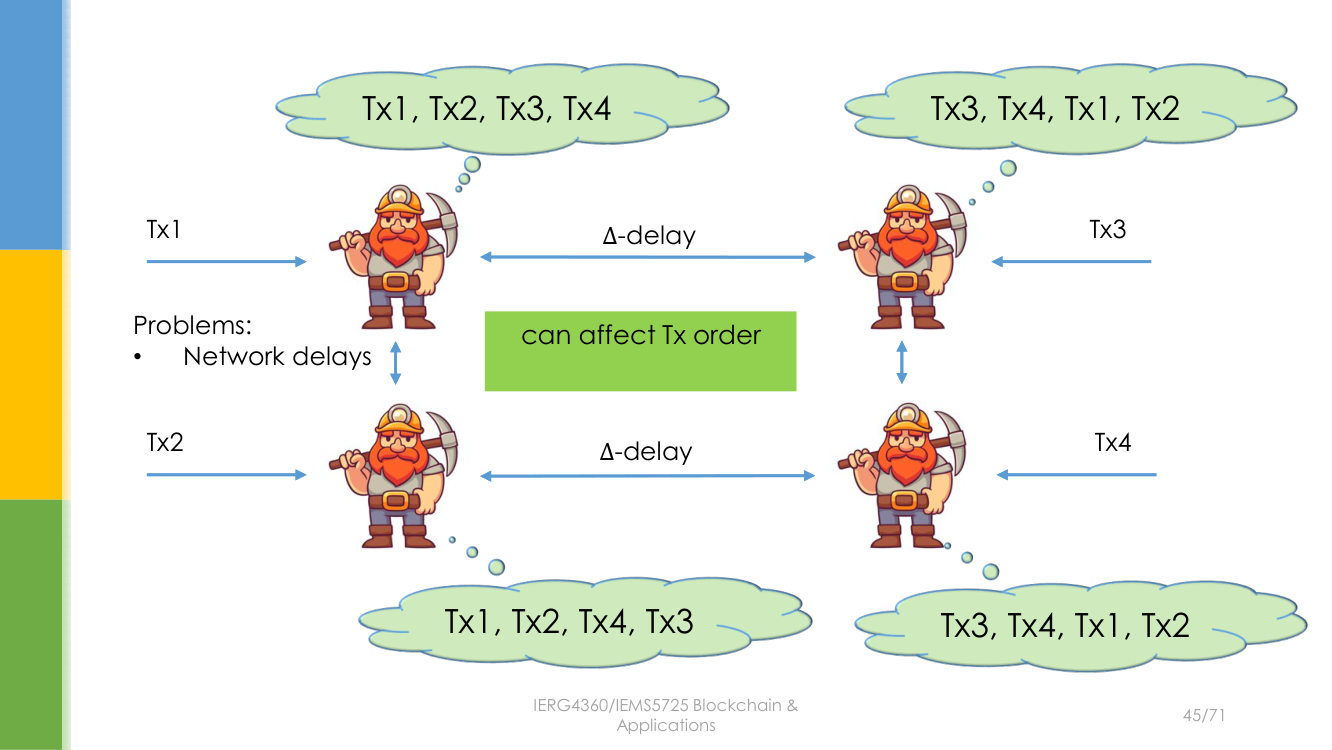 Tx1, Tx2, Tx3, Tx4
Tx3, Tx4, Tx1, Tx2
Tx1
Δ-delay
Tx3
Problems:
• Network delays
can affect Tx order
Tx2
Δ-delay
Tx4
Tx1, Tx2, Tx4, Tx3
Tx3, Tx4, Tx1, Tx2
IERG4360/IEMS5725 Blockchain &
Applications
45/71